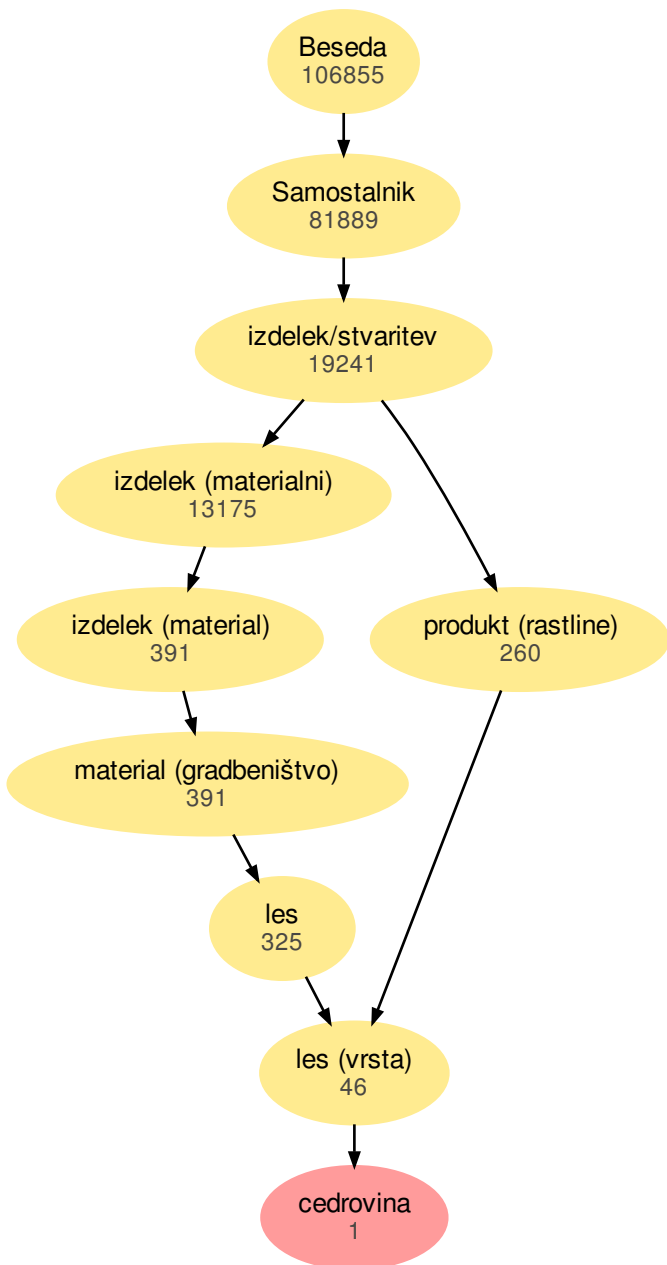 Beseda
106855
Samostalnik
81889
izdelek/stvaritev
19241
izdelek (materialni)
13175
izdelek (material)
391
produkt (rastline)
260
material (gradbeništvo)
391
les
325
les (vrsta)
46
cedrovina
1